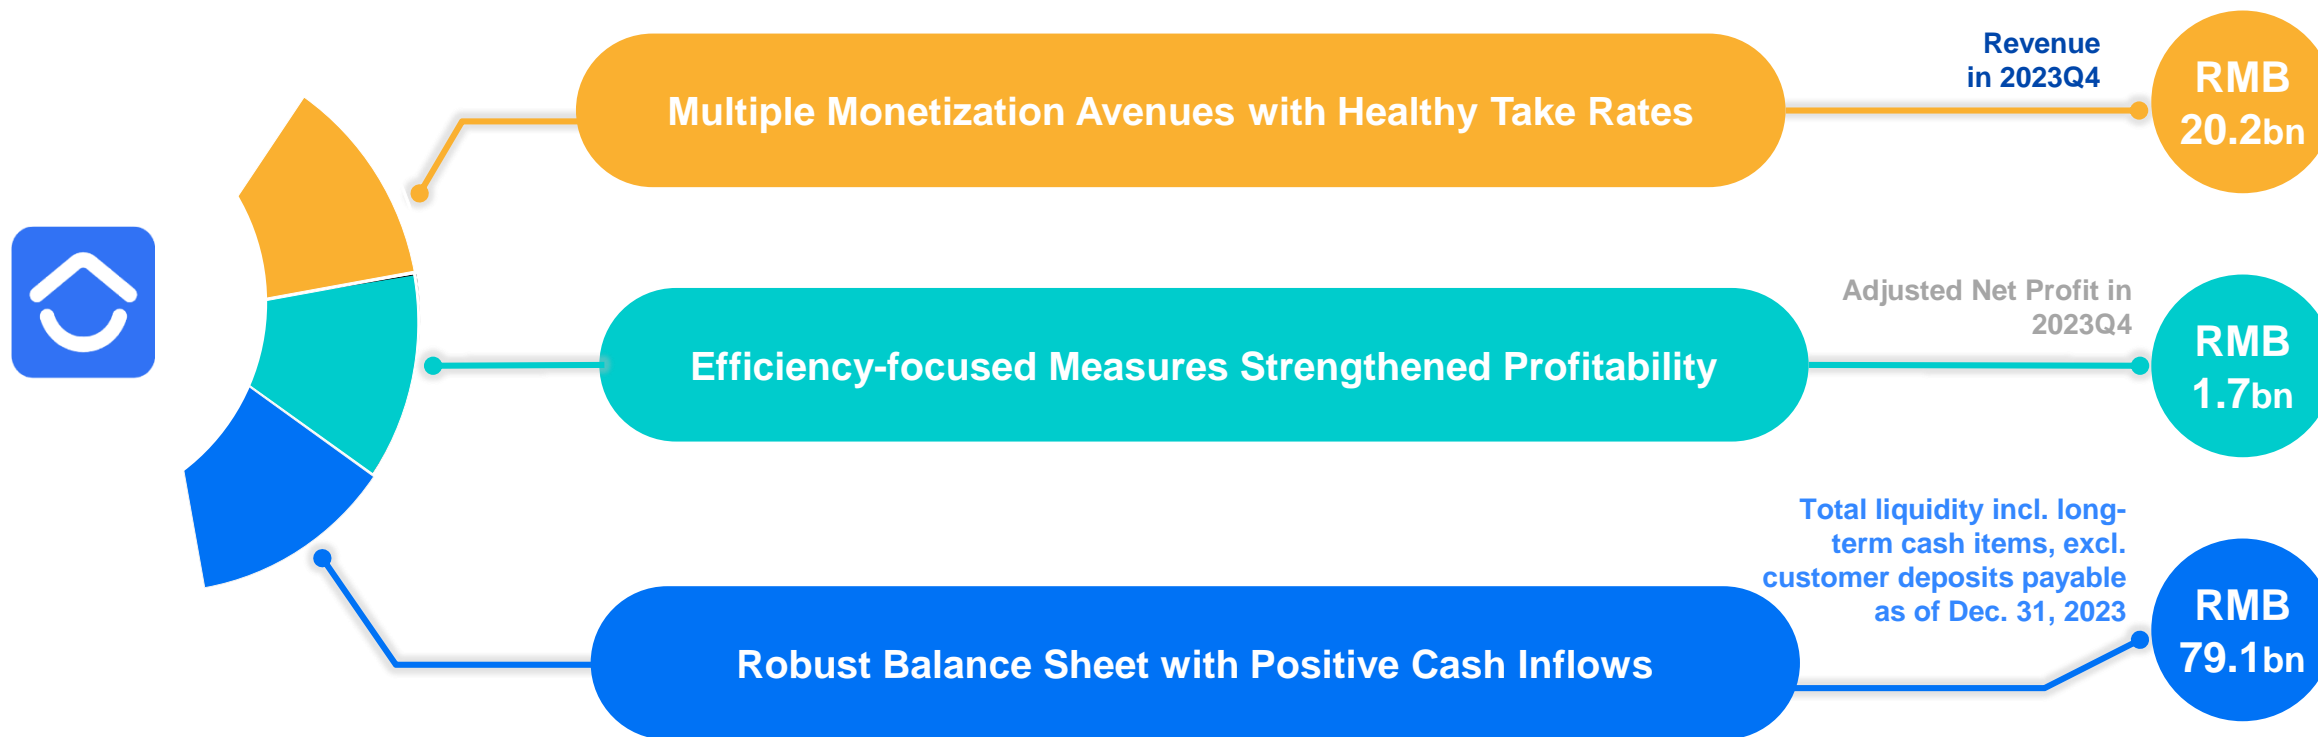 Multiple Monetization Avenues with Healthy Take Rates
Revenue
in 2023Q4
RMB
20.2bn
Efficiency-focused Measures Strengthened Profitability
Adjusted Net Profit in
2023Q4
RMB
1.7bn
Robust Balance Sheet with Positive Cash Inflows
Total liquidity incl. long-
term cash items, excl.
customer deposits payable
as of Dec. 31, 2023
RMB
79.1bn